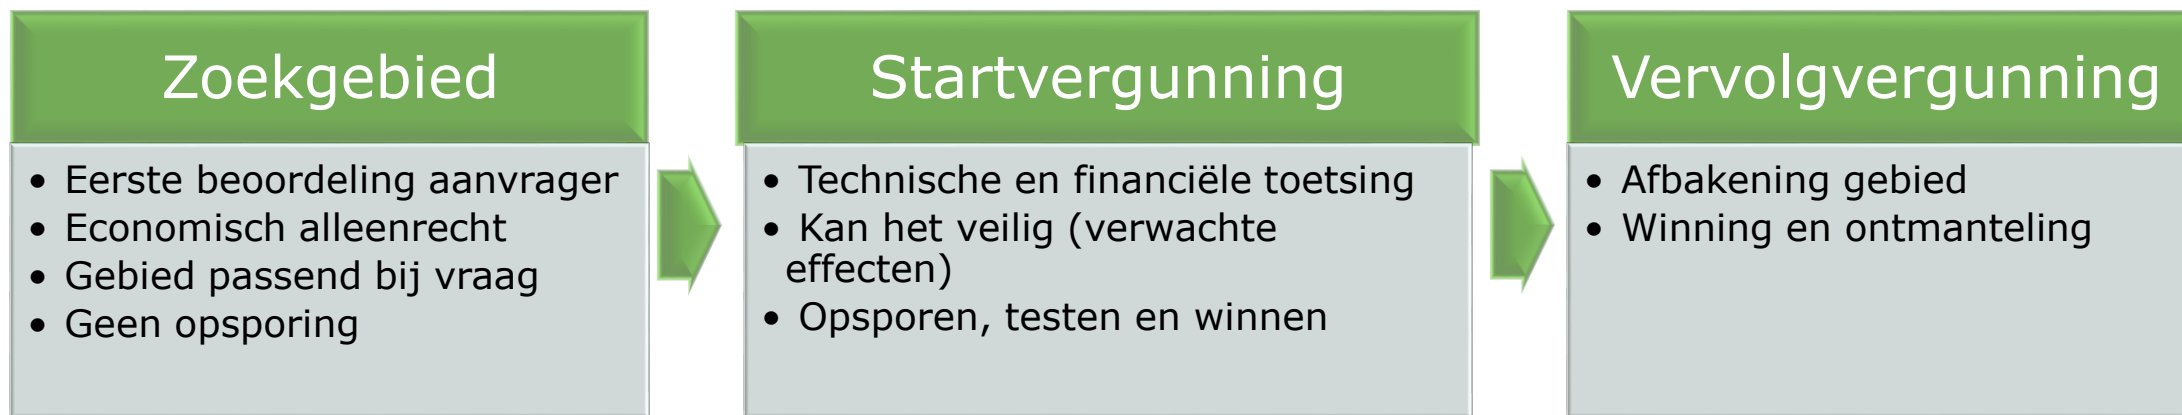 Zoekgebied
• Eerste beoordeling aanvrager
• Economisch alleenrecht
• Gebied passend bij vraag
• Geen opsporing
Startvergunning
• Technische en financiële toetsing
• Kan het veilig (verwachte
effecten)
• Opsporen, testen en winnen
Vervolgvergunning
• Afbakening gebied
• Winning en ontmanteling